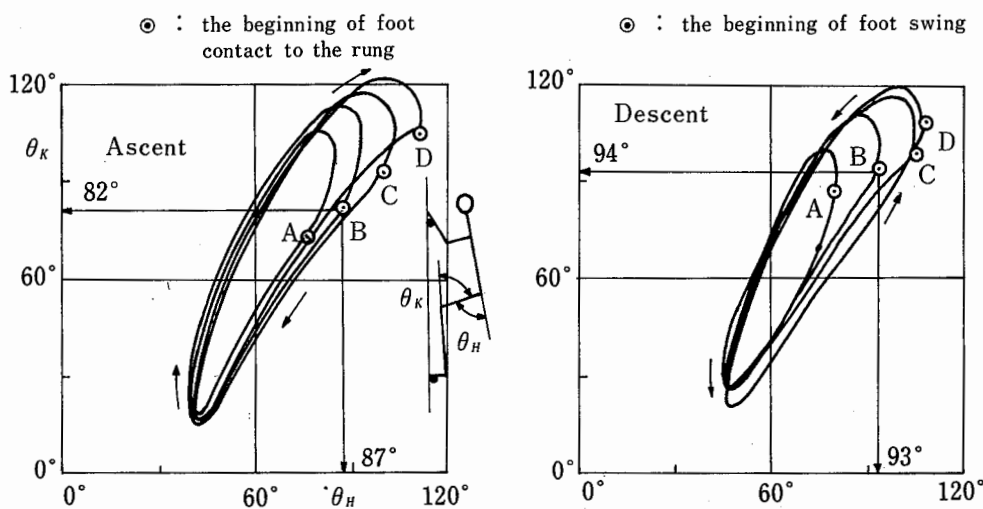 ⊙ : the beginning of foot
contact to the rung
⊙ : the beginning of foot swing
120°
θK
Ascent
82°
60°
0°
A
B
C
D
θK
θH
87°
0°
60°
θH
120°
120°
Descent
94°
60°
0°
A
B
C
D
93°
0°
60°
120°